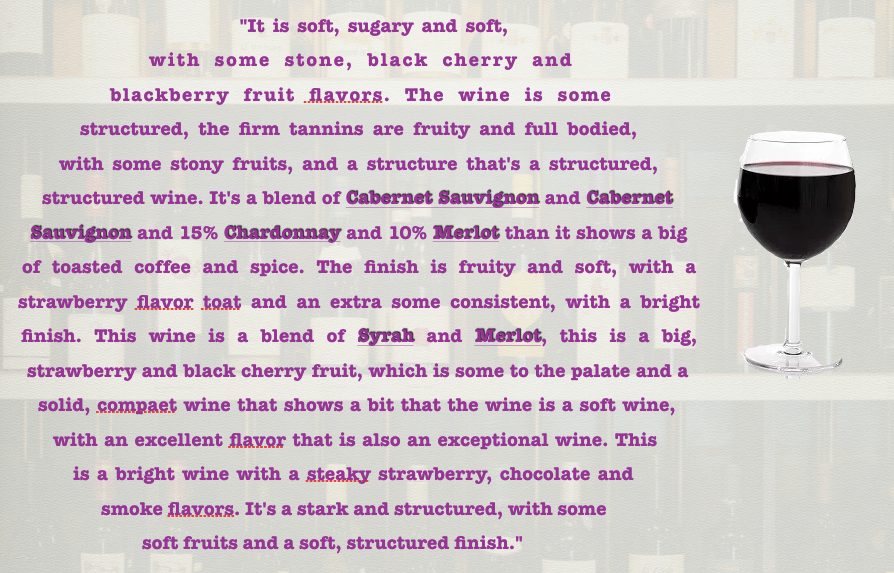 "It is soft, sugary and soft,
with some stone, black cherry and
blackberry fruit flavors. The wine is some
structured, the firm tannins are fruity and full bodied,
with some stony fruits, and a structure that's a structured,
structured wine. It's a blend of Cabernet Sauvignon and Cabernet
Sauvignon and 15% Chardonnay and 10% Merlot than it shows a big
of toasted coffee and spice. The finish is fruity and soft, with a
strawberry flavor toat and an extra some consistent, with a bright
finish. This wine is a blend of Syrah and Merlot, this is a big,
strawberry and black cherry fruit, which is some to the palate and a
solid, compaet wine that shows a bit that the wine is a soft wine,
with an excellent flavor that is also an exceptional wine. This
is a bright wine with a steaky strawberry, chocolate and
smoke flavors. It's a stark and structured, with some
soft fruits and a soft, structured finish."